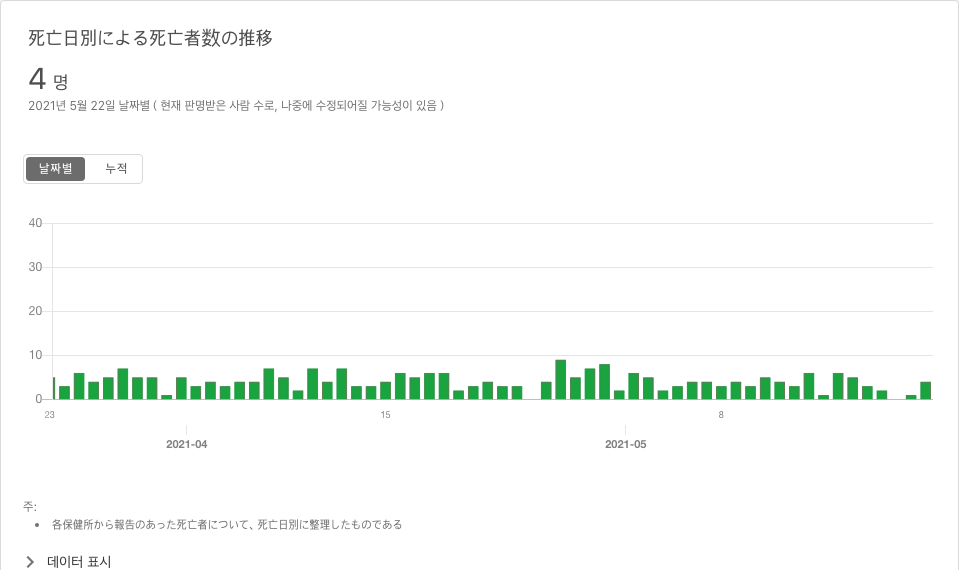 死亡日別による死亡者数の推移
4 명
2021년 5월 22일 날짜별 ( 현재 판명받은 사람 수로, 나중에 수정되어질 가능성이 있음 )
날짜별 누적
40
30
20
10
0
23 15 8
2021-04 2021-05
주:
• 各保健所から報告のあった死亡者について、死亡日別に整理したものである
데이터 표시